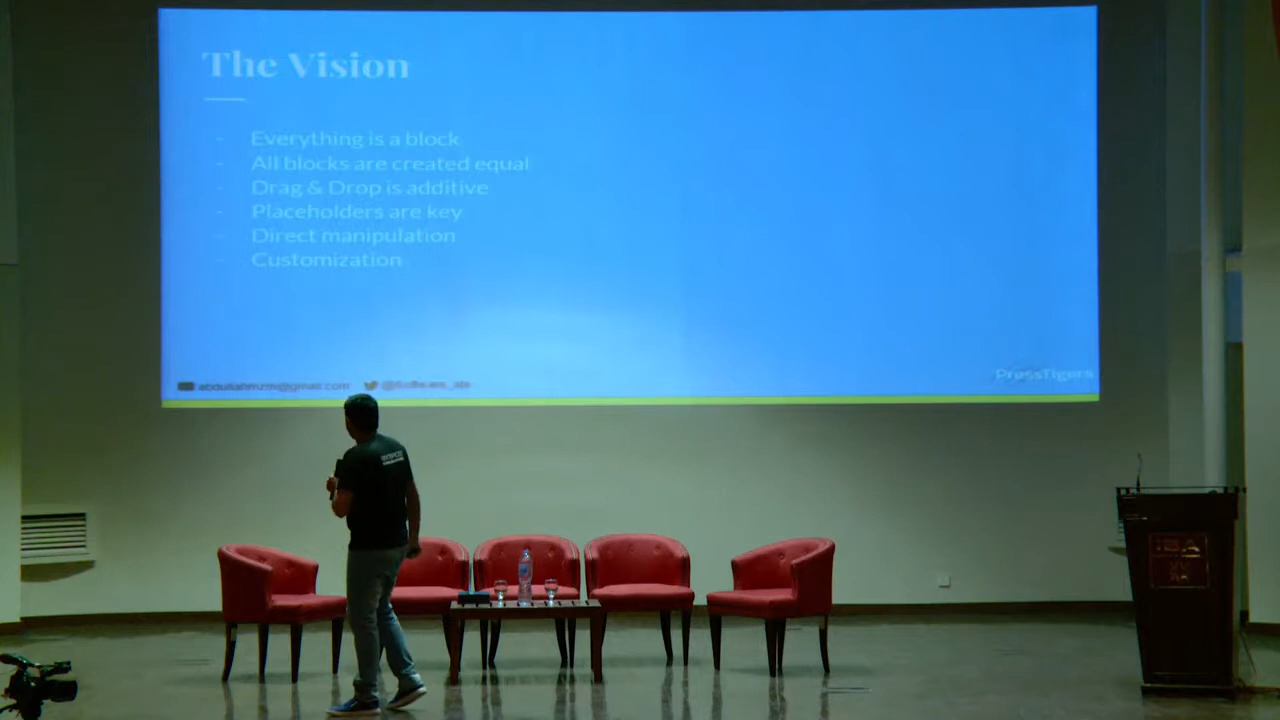 The Vision
- Everything is a block
- All blocks are created equal
- Drag & Drop is additive
- Placeholders are key
- Direct manipulation
- Customization
PressTigers
IBA